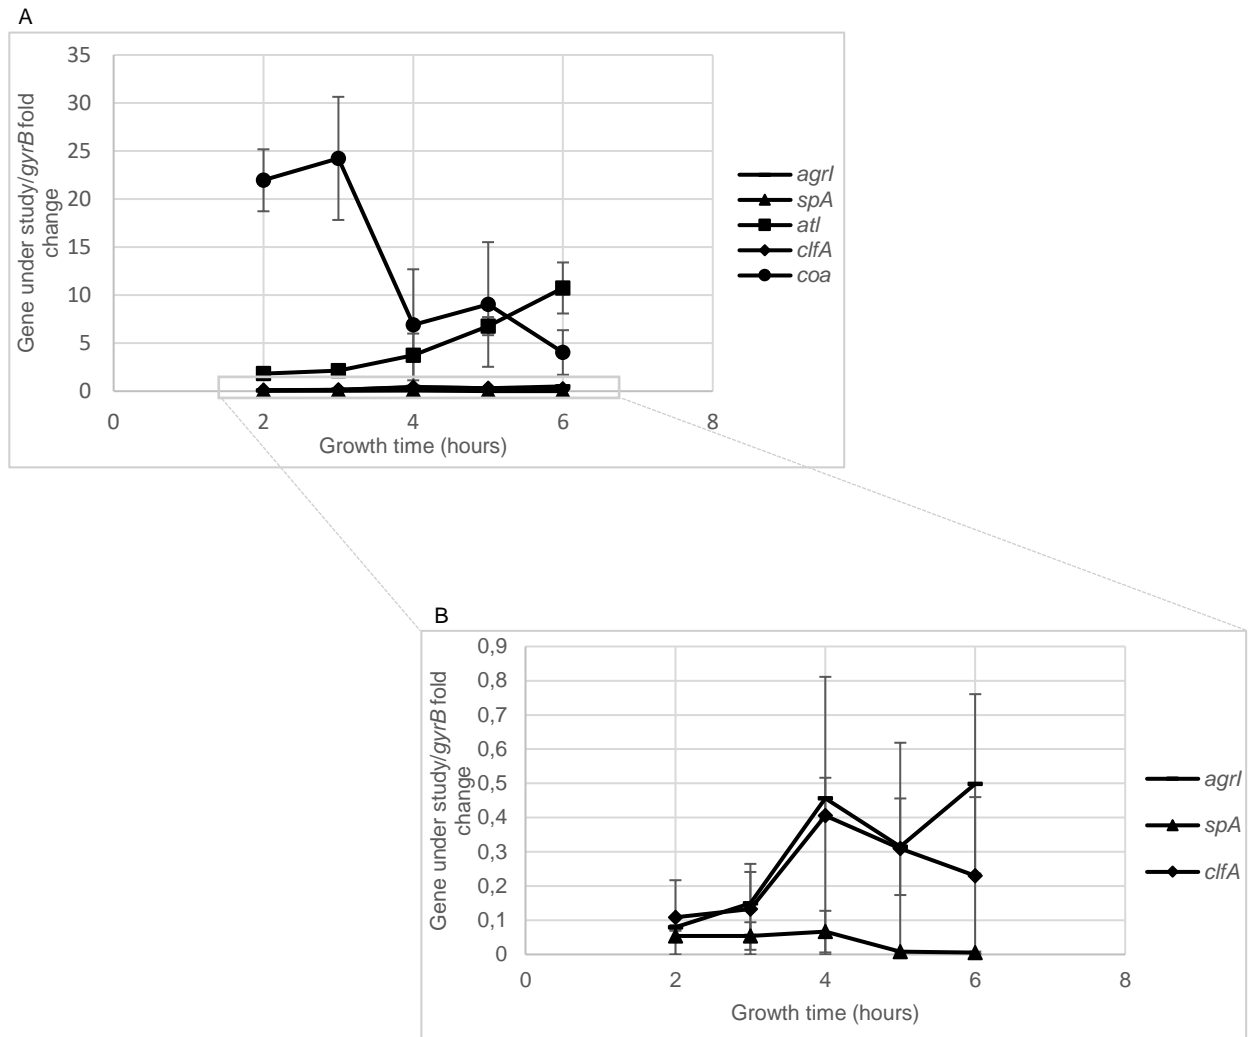 A
35
30
25
20
15
10
5
0
Gene under study/gyrB fold
change
0
2
4
6
8
Growth time (hours)
agrI
spA
atl
clfA
coa
B
0,9
0,8
0,7
0,6
0,5
0,4
0,3
0,2
0,1
0
Gene under study/gyrB fold
change
0
2
4
6
8
Growth time (hours)
agrI
spA
clfA